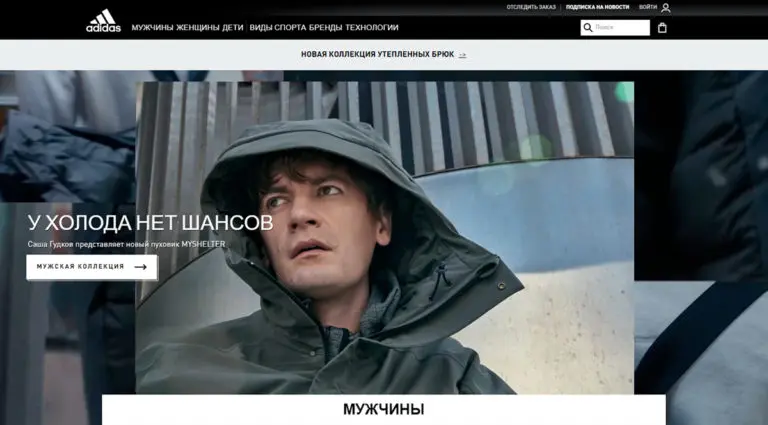 ОТСЛЕДИТЬ ЗАКАЗ ПОДПИСКА НА НОВОСТИ ВОЙТИ
adidas
МУЖЧИНЫ ЖЕНЩИНЫ ДЕТИ ВИДЫ СПОРТА БРЕНДЫ ТЕХНОЛОГИИ
Поиск
НОВАЯ КОЛЛЕКЦИЯ УТЕПЛЕННЫХ БРЮК ->
У ХОЛОДА НЕТ ШАНСОВ
Саша Гудков представляет новый пуховик MYSHELTER
МУЖСКАЯ КОЛЛЕКЦИЯ
МУЖЧИНЫ